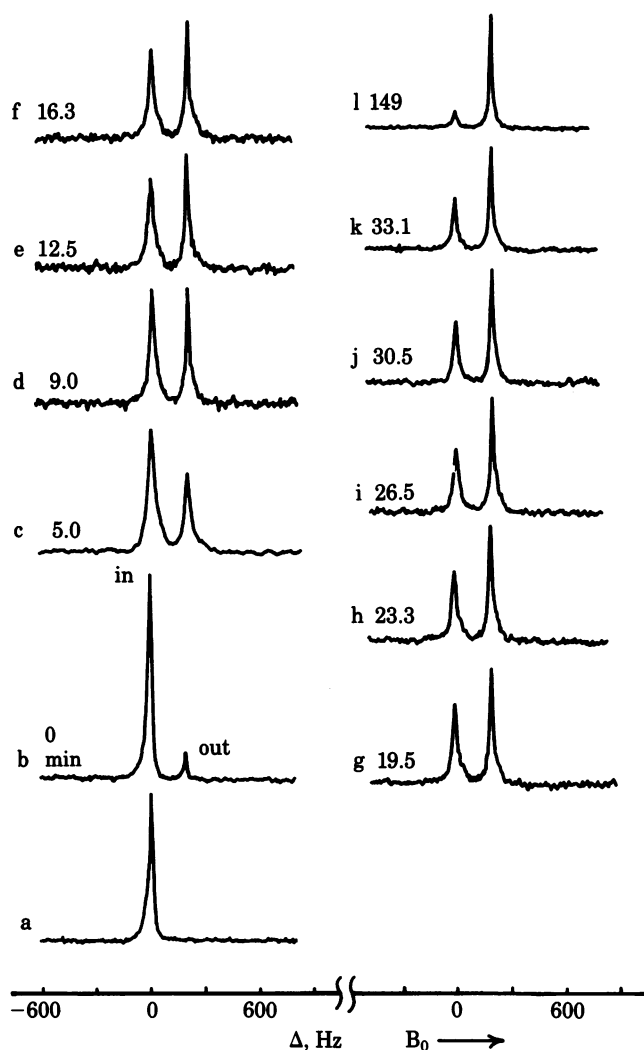 f 16.3
e 12.5
d 9.0
c 5.0
in
0
min
b
out
a
l 149
k 33.1
j 30.5
i 26.5
h 23.3
g 19.5
−600 0 600 0 600
Δ, Hz B₀